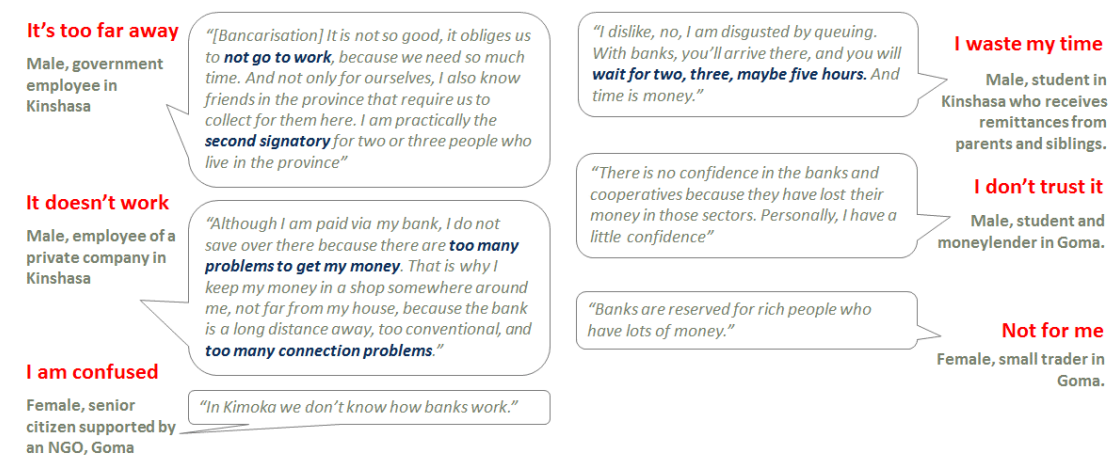 It's too far away
Male, government
employee in
Kinshasa
“[Bancarisation] It is not so good, it obliges us
to not go to work, because we need so much
time. And not only for ourselves, I also know
friends in the province that require us to
collect for them here. I am practically the
second signatory for two or three people who
live in the province”
It doesn't work
Male, employee of a
private company in
Kinshasa
“Although I am paid via my bank, I do not
save over there because there are too many
problems to get my money. That is why I
keep my money in a shop somewhere around
me, not far from my house, because the bank
is a long distance away, too conventional, and
too many connection problems.”
I am confused
Female, senior
citizen supported by
an NGO, Goma
“In Kimoka we don't know how banks work.”
“I dislike, no, I am disgusted by queuing.
With banks, you'll arrive there, and you will
wait for two, three, maybe five hours. And
time is money.”
I waste my time
Male, student in
Kinshasa who receives
remittances from
parents and siblings.
“There is no confidence in the banks and
cooperatives because they have lost their
money in those sectors. Personally, I have a
little confidence”
I don't trust it
Male, student and
moneylender in Goma.
“Banks are reserved for rich people who
have lots of money.”
Not for me
Female, small trader in
Goma.